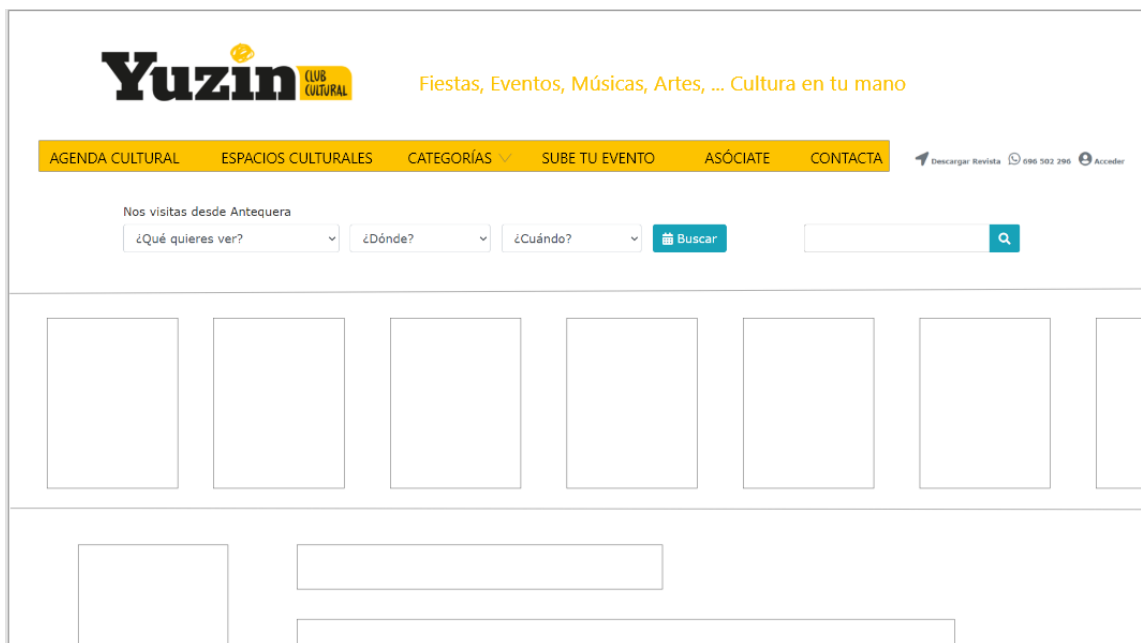 Yuzin CLUB CULTURAL
Fiestas, Eventos, Músicas, Artes, ... Cultura en tu mano
AGENDA CULTURAL ESPACIOS CULTURALES CATEGORÍAS SUBE TU EVENTO ASÓCIATE CONTACTA Descargar Revista 696 502 296 Acceder
Nos visitas desde Antequera
¿Qué quieres ver? ¿Dónde? ¿Cuándo? Buscar